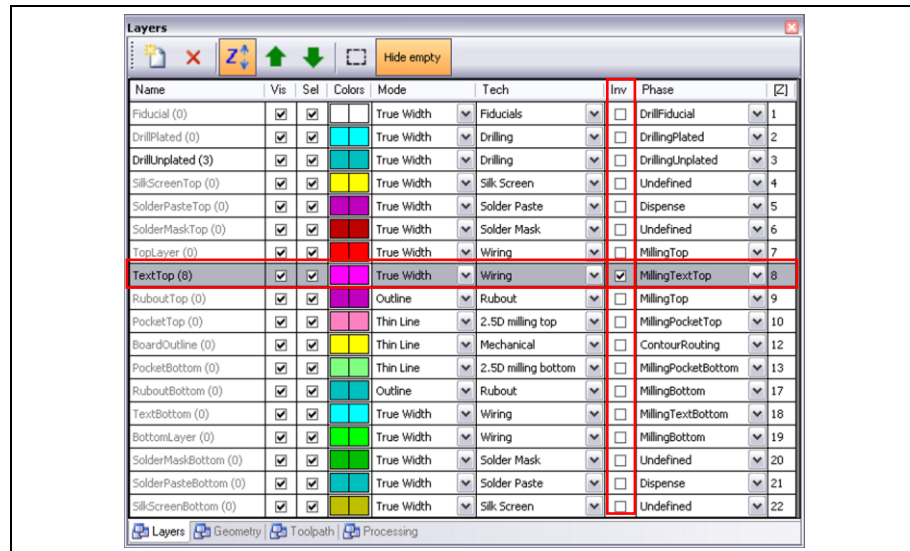 Layers
Z Hide empty
Name Vis Sel Colors Mode Tech Inv Phase [Z]
Fiducial (0) True Width Fiducials DrillFiducial 1
DrillPlated (0) True Width Drilling DrillingPlated 2
DrillUnplated (3) True Width Drilling DrillingUnplated 3
SilkScreenTop (0) True Width Silk Screen Undefined 4
SolderPasteTop (0) True Width Solder Paste Dispense 5
SolderMaskTop (0) True Width Solder Mask Undefined 6
TopLayer (0) True Width Wiring MillingTop 7
TextTop (8) True Width Wiring MillingTextTop 8
RuboutTop (0) Outline Rubout MillingTop 9
PocketTop (0) Thin Line 2.5D milling top MillingPocketTop 10
BoardOutline (0) Thin Line Mechanical ContourRouting 12
PocketBottom (0) Thin Line 2.5D milling bottom MillingPocketBottom 13
RuboutBottom (0) Outline Rubout MillingBottom 17
TextBottom (0) True Width Wiring MillingTextBottom 18
BottomLayer (0) True Width Wiring MillingBottom 19
SolderMaskBottom (0) True Width Solder Mask Undefined 20
SolderPasteBottom (0) True Width Solder Paste Dispense 21
SilkScreenBottom (0) True Width Silk Screen Undefined 22
Layers Geometry Toolpath Processing